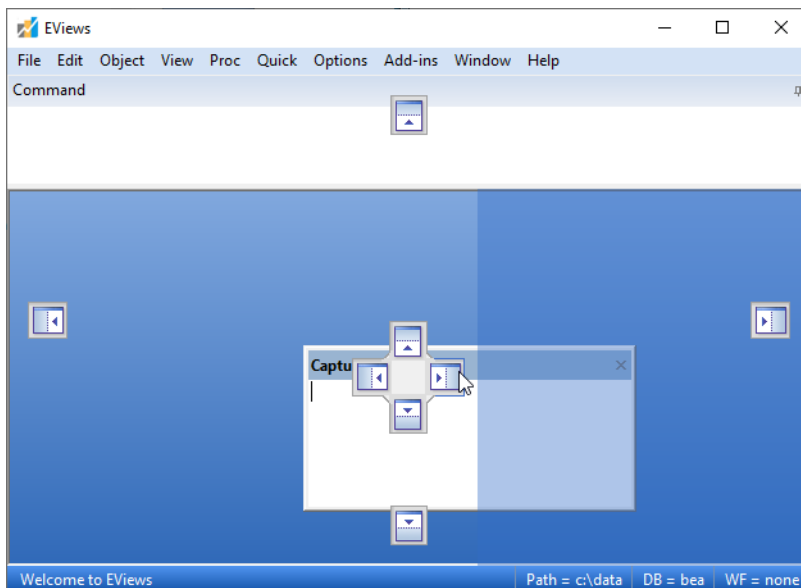 EViews
File Edit Object View Proc Quick Options Add-ins Window Help
Command
Captu
Welcome to EViews Path = c:\data DB = bea WF = none